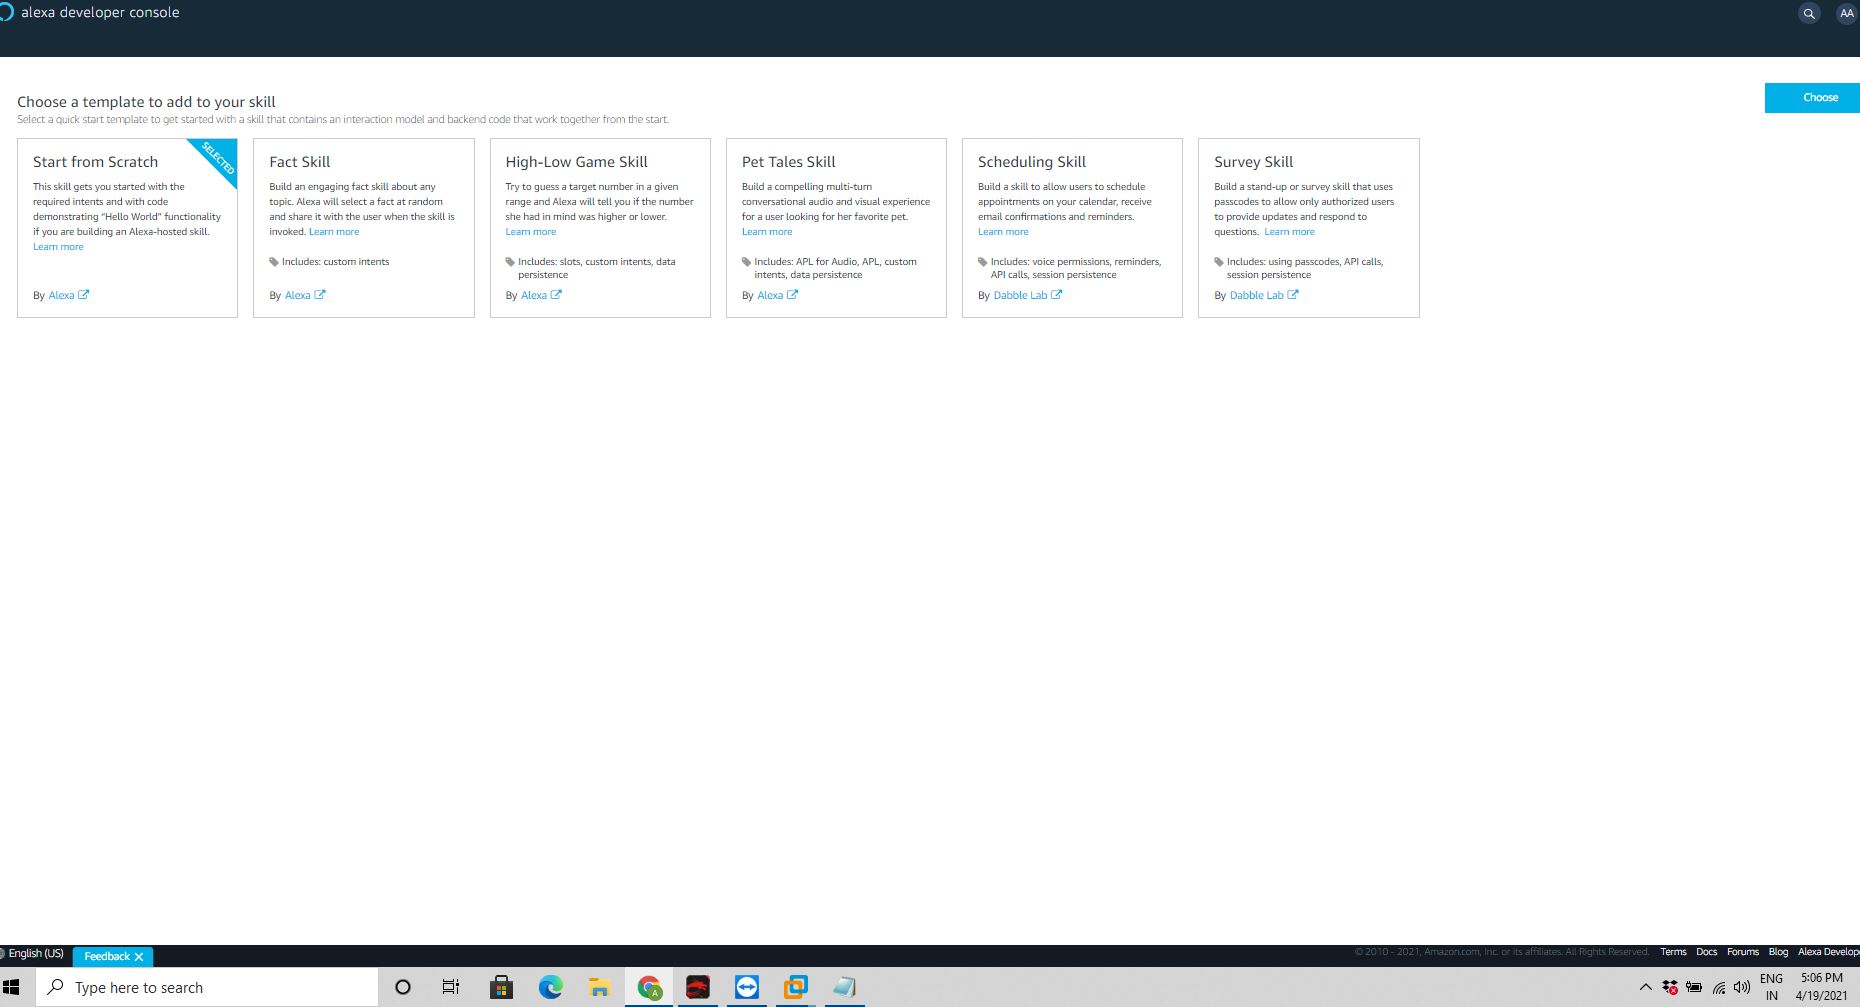 alexa developer console
AA
Choose a template to add to your skill
Choose
Select a quick start template to get started with a skill that contains an interaction model and backend code that work together from the start.
Start from Scratch
SELECTED
This skill gets you started with the
required intents and with code
demonstrating “Hello World” functionality
if you are building an Alexa-hosted skill.
Learn more
By Alexa
Fact Skill
Build an engaging fact skill about any
topic. Alexa will select a fact at random
and share it with the user when the skill is
invoked. Learn more
Includes: custom intents
By Alexa
High-Low Game Skill
Try to guess a target number in a given
range and Alexa will tell you if the number
she had in mind was higher or lower.
Learn more
Includes: slots, custom intents, data
persistence
By Alexa
Pet Tales Skill
Build a compelling multi-turn
conversational audio and visual experience
for a user looking for her favorite pet.
Learn more
Includes: APL for Audio, APL, custom
intents, data persistence
By Alexa
Scheduling Skill
Build a skill to allow users to schedule
appointments on your calendar, receive
email confirmations and reminders.
Learn more
Includes: voice permissions, reminders,
API calls, session persistence
By Dabble Lab
Survey Skill
Build a stand-up or survey skill that uses
passcodes to allow only authorized users
to provide updates and respond to
questions. Learn more
Includes: using passcodes, API calls,
session persistence
By Dabble Lab
English (US)
Feedback
© 2010 - 2021, Amazon.com, Inc. or its affiliates. All Rights Reserved. Terms Docs Forums Blog Alexa Develop
Type here to search
A
ENG
IN
5:06 PM
4/19/2021